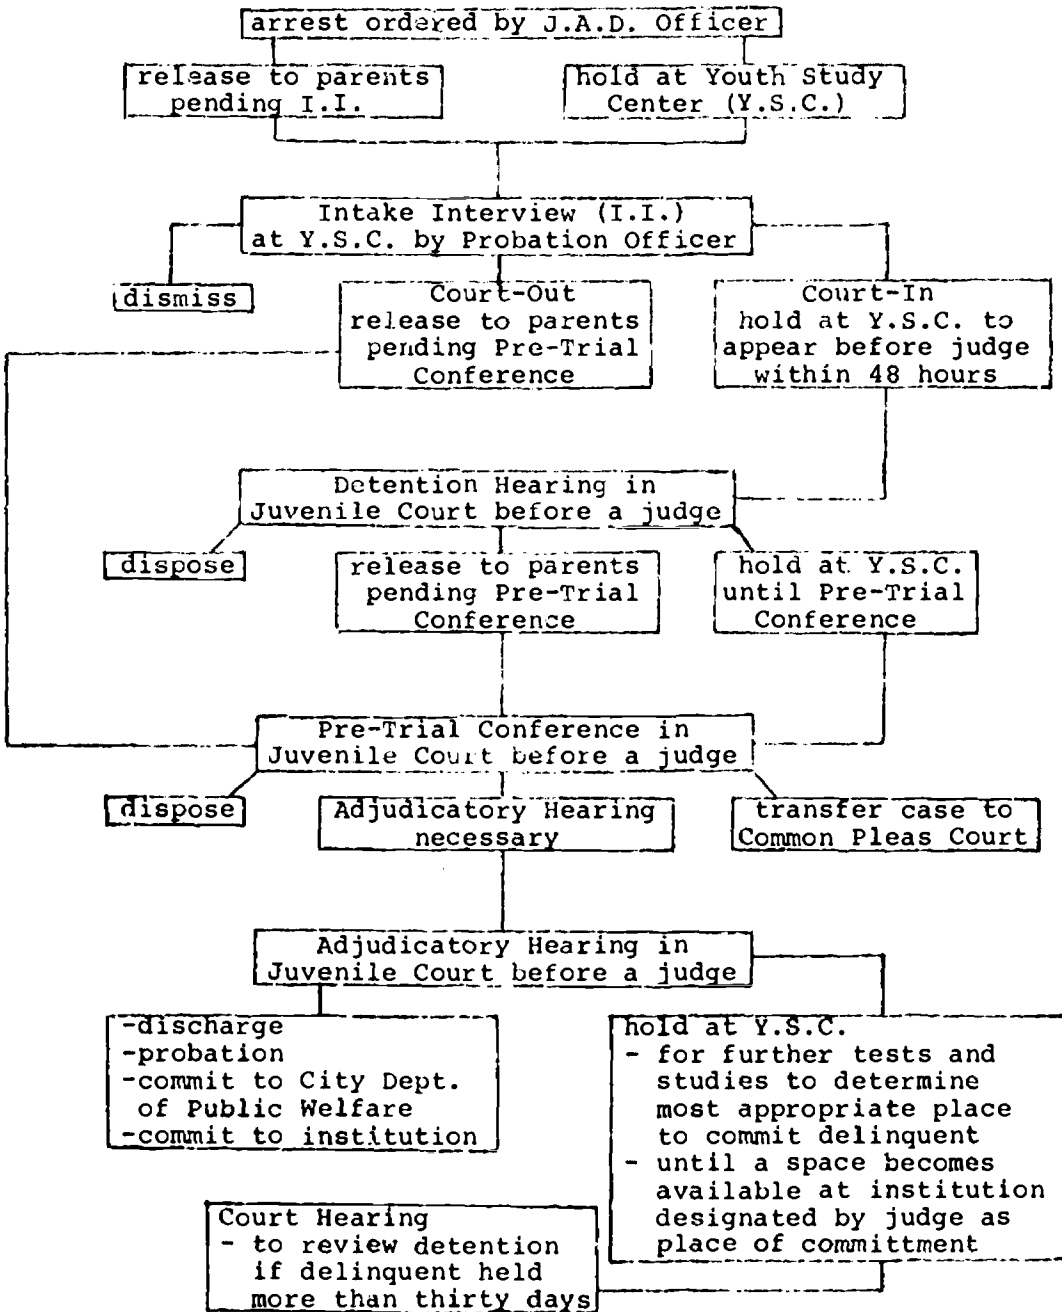 arrest ordered by J.A.D. Officer
release to parents
pending I.I.
hold at Youth Study
Center (Y.S.C.)
Intake Interview (I.I.)
at Y.S.C. by Probation Officer
dismiss
Court-Out
release to parents
pending Pre-Trial
Conference
Court-In
hold at Y.S.C. to
appear before judge
within 48 hours
Detention Hearing in
Juvenile Court before a judge
dispose
release to parents
pending Pre-Trial
Conference
hold at Y.S.C.
until Pre-Trial
Conference
Pre-Trial Conference in
Juvenile Court before a judge
dispose
Adjudicatory Hearing
necessary
transfer case to
Common Pleas Court
Adjudicatory Hearing in
Juvenile Court before a judge
-discharge
-probation
-commit to City Dept.
of Public Welfare
-commit to institution
hold at Y.S.C.
- for further tests and
studies to determine
most appropriate place
to commit delinquent
- until a space becomes
available at institution
designated by judge as
place of committment
Court Hearing
- to review detention
if delinquent held
more than thirty days